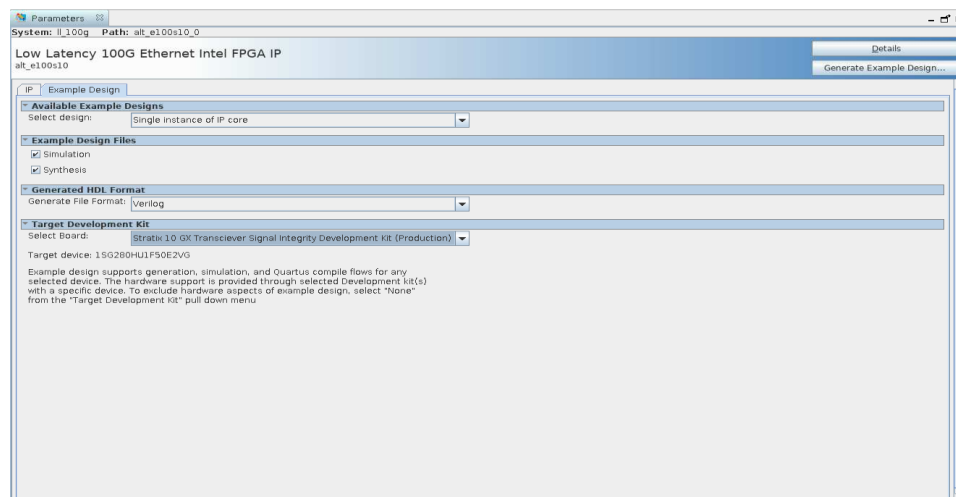 Parameters
System: ll_100g Path: alt_e100s10_0
Low Latency 100G Ethernet Intel FPGA IP
alt_e100s10
Details
Generate Example Design...
IP Example Design
Available Example Designs
Select design: Single instance of IP core
Example Design Files
Simulation
Synthesis
Generated HDL Format
Generate File Format: Verilog
Target Development Kit
Select Board: Stratix 10 GX Transciever Signal Integrity Development Kit (Production)
Target device: 1SG280HU1F50E2VG
Example design supports generation, simulation, and Quartus compile flows for any
selected device. The hardware support is provided through selected Development kit(s)
with a specific device. To exclude hardware aspects of example design, select "None"
from the "Target Development Kit" pull down menu